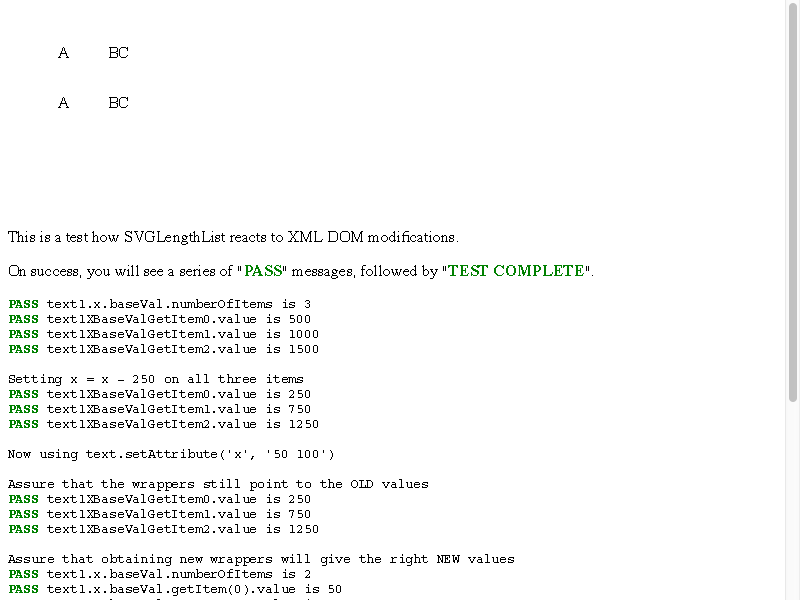 A BC
A BC
This is a test how SVGLengthList reacts to XML DOM modifications.
On success, you will see a series of "PASS" messages, followed by "TEST COMPLETE".
PASS text1.x.baseVal.numberOfItems is 3
PASS text1XBaseValGetItem0.value is 500
PASS text1XBaseValGetItem1.value is 1000
PASS text1XBaseValGetItem2.value is 1500
Setting x = x - 250 on all three items
PASS text1XBaseValGetItem0.value is 250
PASS text1XBaseValGetItem1.value is 750
PASS text1XBaseValGetItem2.value is 1250
Now using text.setAttribute('x', '50 100')
Assure that the wrappers still point to the OLD values
PASS text1XBaseValGetItem0.value is 250
PASS text1XBaseValGetItem1.value is 750
PASS text1XBaseValGetItem2.value is 1250
Assure that obtaining new wrappers will give the right NEW values
PASS text1.x.baseVal.numberOfItems is 2
PASS text1.x.baseVal.getItem(0).value is 50